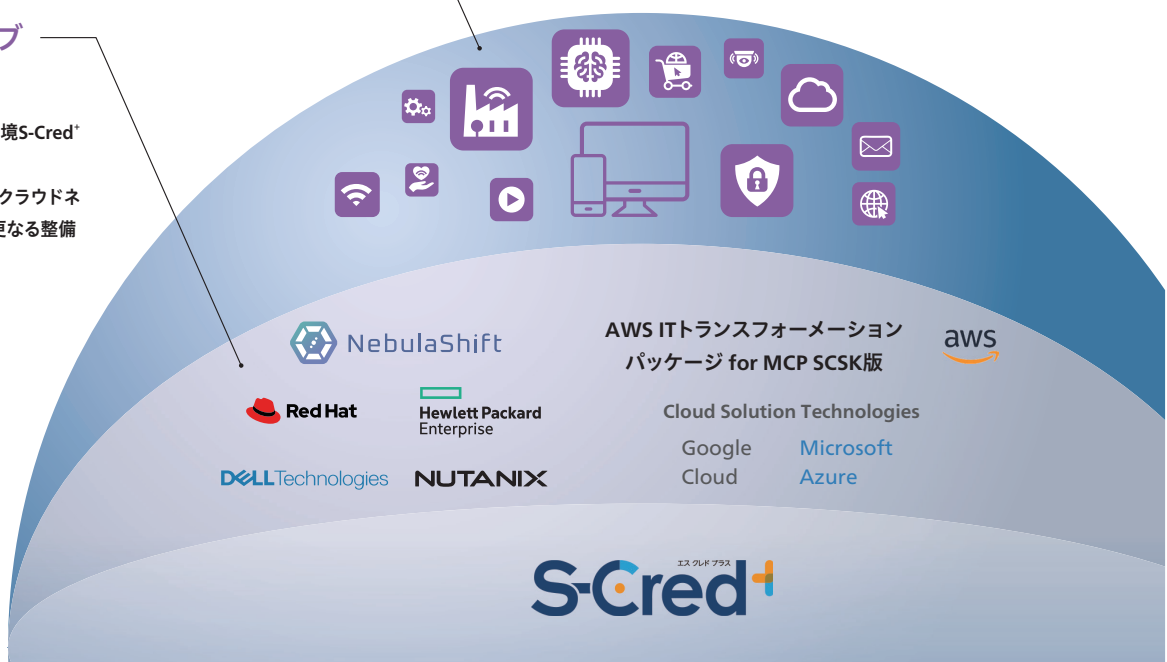 ブ
境S-Cred⁺
クラウドネ
更なる整備
NebulaShift
AWS ITトランスフォーメーション
パッケージ for MCP SCSK版
aws
Red Hat
Hewlett Packard
Enterprise
Cloud Solution Technologies
Google
Cloud
Microsoft
Azure
DELLTechnologies
NUTANIX
エス クレド プラス
S-Cred+